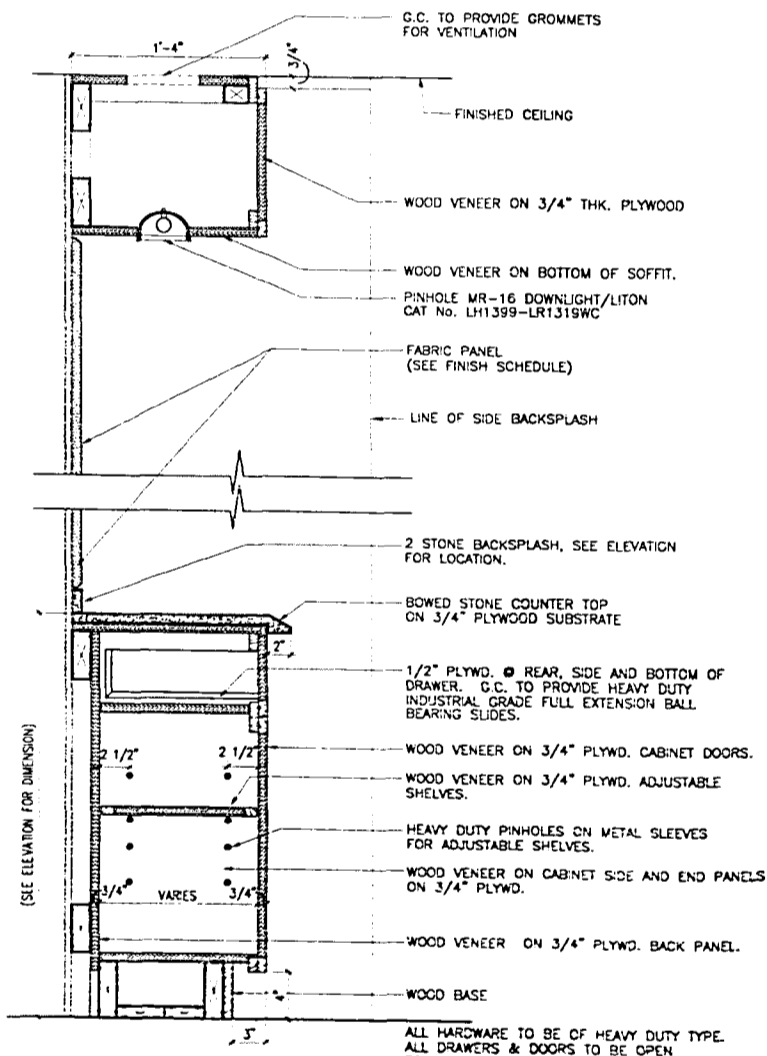 G.C. TO PROVIDE GROMMETS
FOR VENTILATION
1'-4"
3/4"
FINISHED CEILING
WOOD VENEER ON 3/4" THK. PLYWOOD
WOOD VENEER ON BOTTOM OF SOFFIT.
PINHOLE MR-16 DOWNLIGHT/LITON
CAT No. LH1399-LR1319WC
FABRIC PANEL
(SEE FINISH SCHEDULE)
LINE OF SIDE BACKSPLASH
2 STONE BACKSPLASH, SEE ELEVATION
FOR LOCATION.
BOWED STONE COUNTER TOP
ON 3/4" PLYWOOD SUBSTRATE
2"
1/2" PLYWD. @ REAR, SIDE AND BOTTOM OF
DRAWER. G.C. TO PROVIDE HEAVY DUTY
INDUSTRIAL GRADE FULL EXTENSION BALL
BEARING SLIDES.
2 1/2" 2 1/2"
WOOD VENEER ON 3/4" PLYWD. CABINET DOORS.
WOOD VENEER ON 3/4" PLYWD. ADJUSTABLE
SHELVES.
(SEE ELEVATION FOR DIMENSION)
HEAVY DUTY PINHOLES ON METAL SLEEVES
FOR ADJUSTABLE SHELVES.
WOOD VENEER ON CABINET SIDE AND END PANELS
ON 3/4" PLYWD.
3/4" VARIES 3/4"
WOOD VENEER ON 3/4" PLYWD. BACK PANEL.
WOOD BASE
3"
ALL HARDWARE TO BE OF HEAVY DUTY TYPE.
ALL DRAWERS & DOORS TO BE OPEN